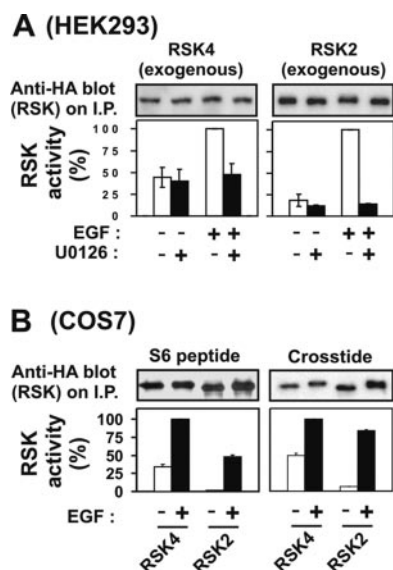 A (HEK293)
RSK4
(exogenous)
RSK2
(exogenous)
Anti-HA blot
(RSK) on I.P.
RSK
activity
(%)
100
75
50
25
0
EGF : - - + + - - + +
U0126 : - + - + - + - +
B (COS7)
S6 peptide
Crosstide
Anti-HA blot
(RSK) on I.P.
RSK
activity
(%)
100
75
50
25
0
EGF : - + - + - + - +
RSK4 RSK2 RSK4 RSK2